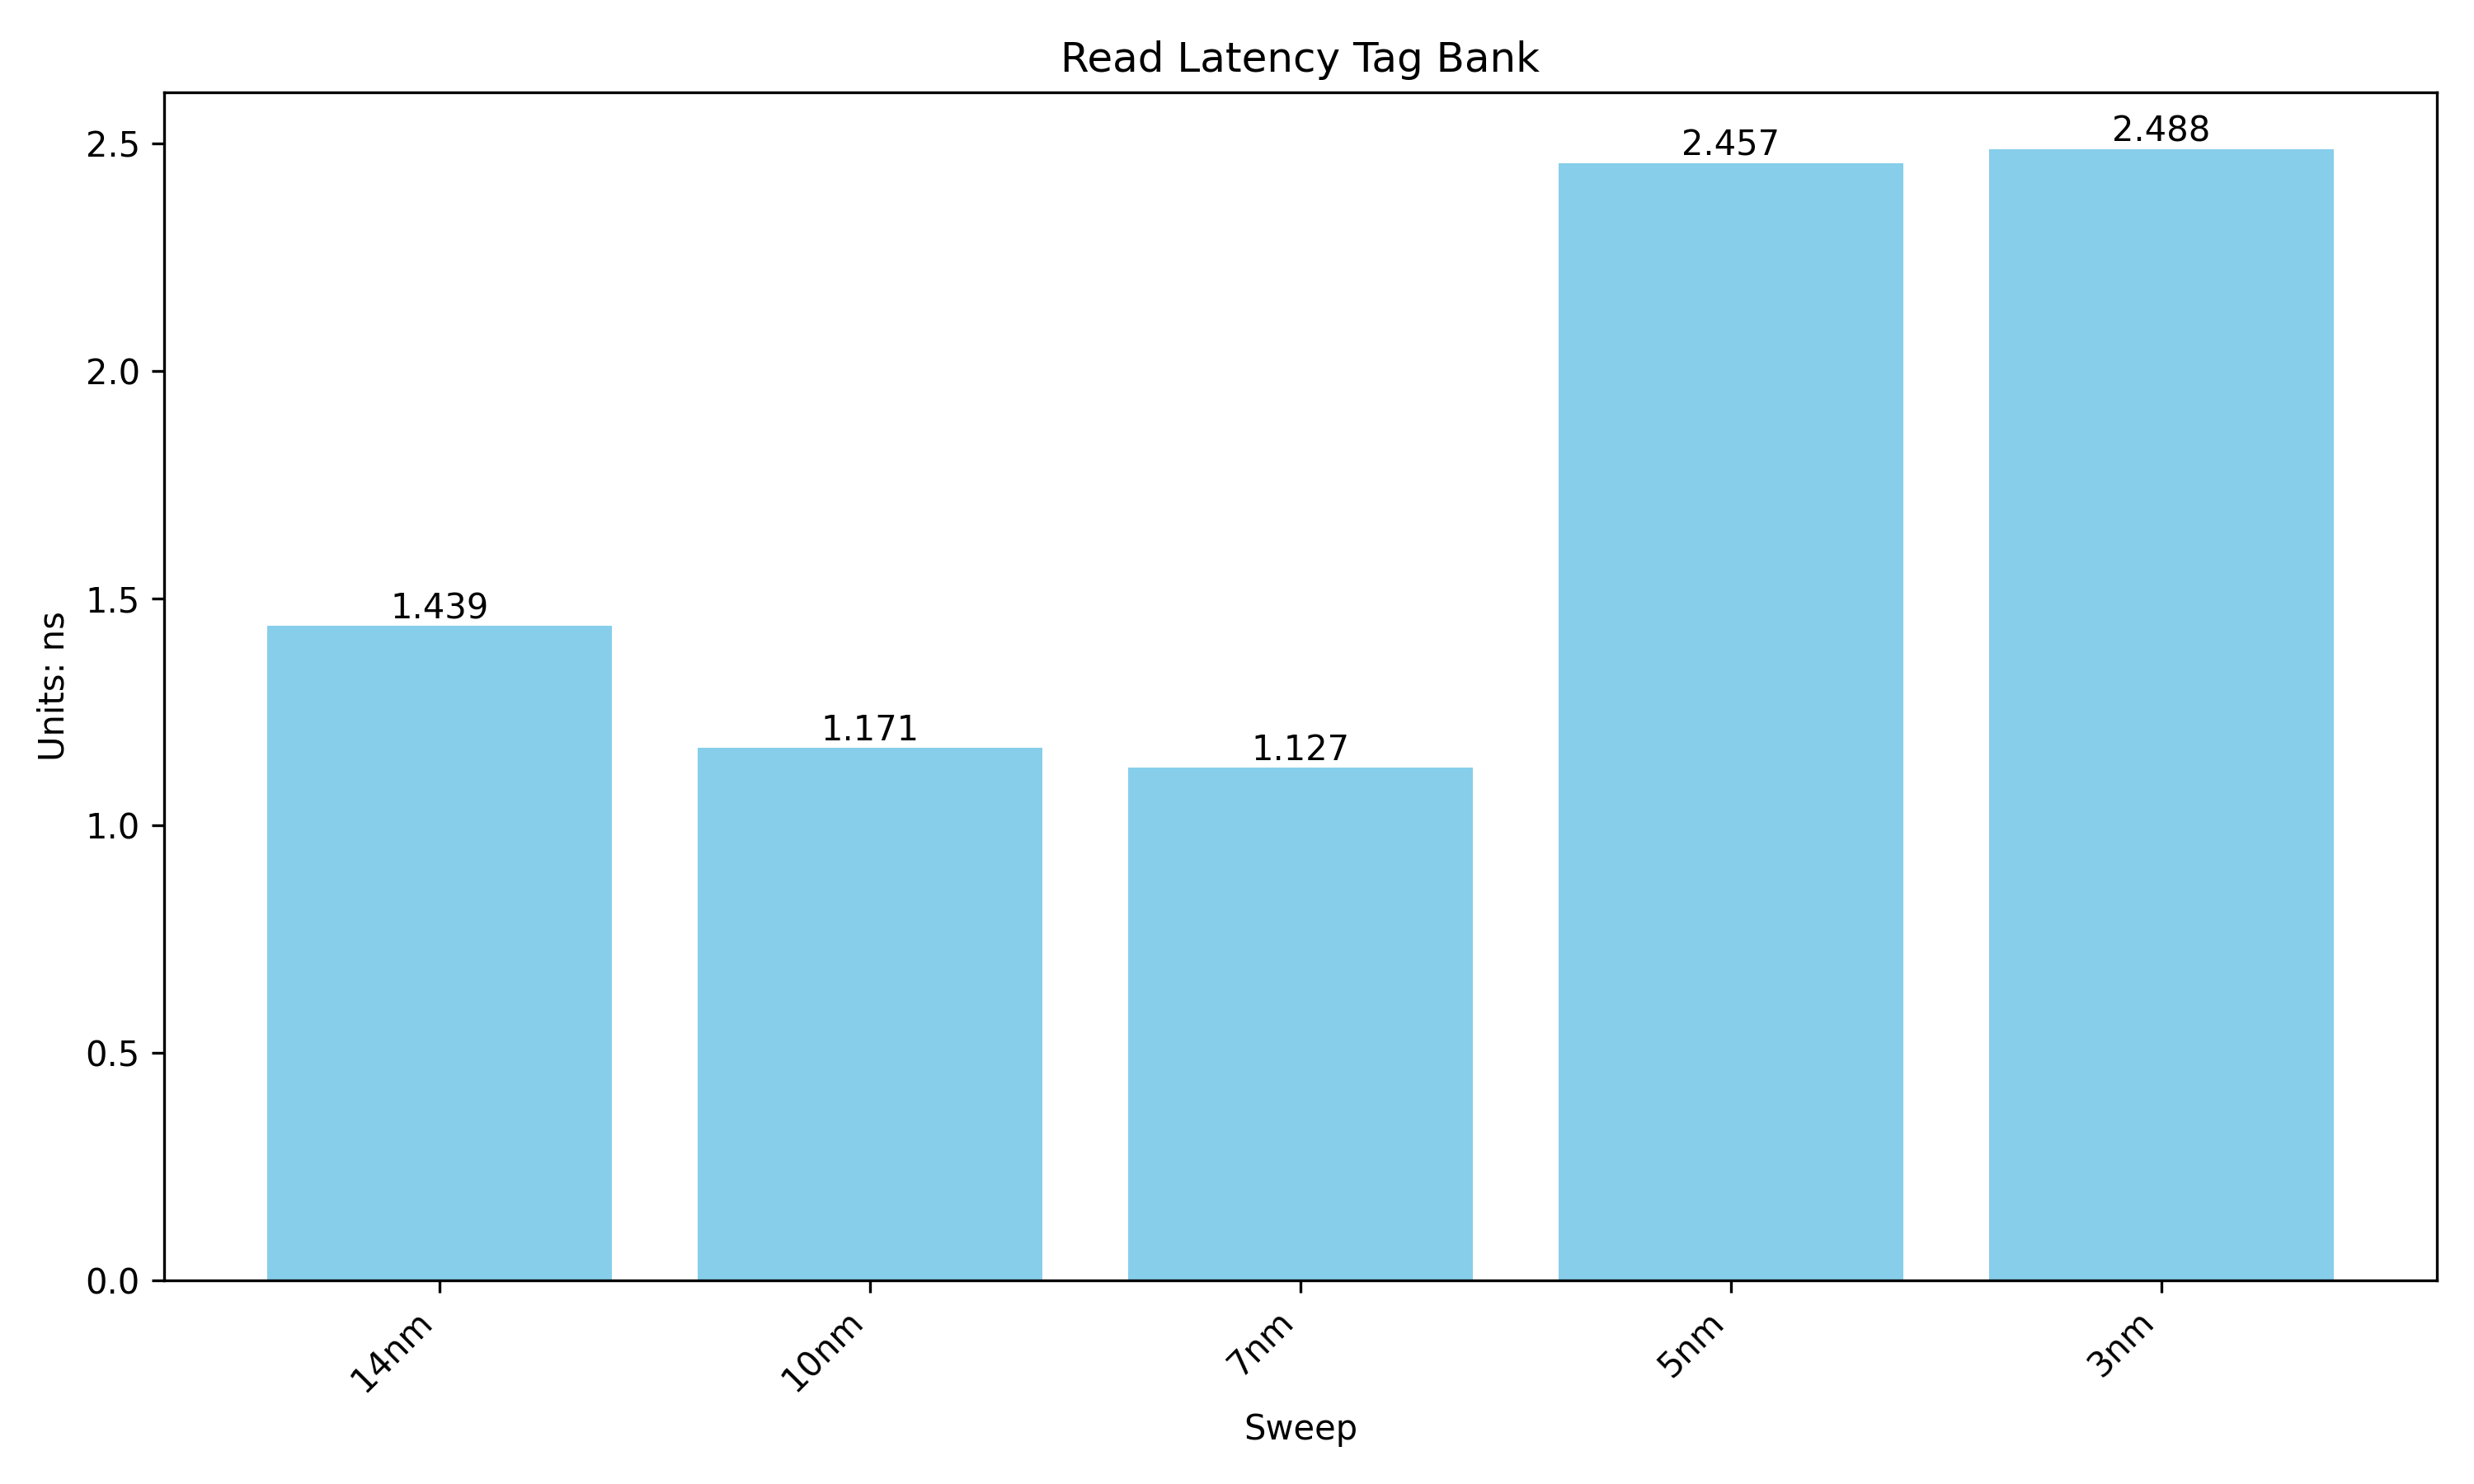 Read Latency Tag Bank
Units: ns
2.5
2.0
1.5
1.0
0.5
0.0
1.439
1.171
1.127
2.457
2.488
14nm
10nm
7nm
5nm
3nm
Sweep